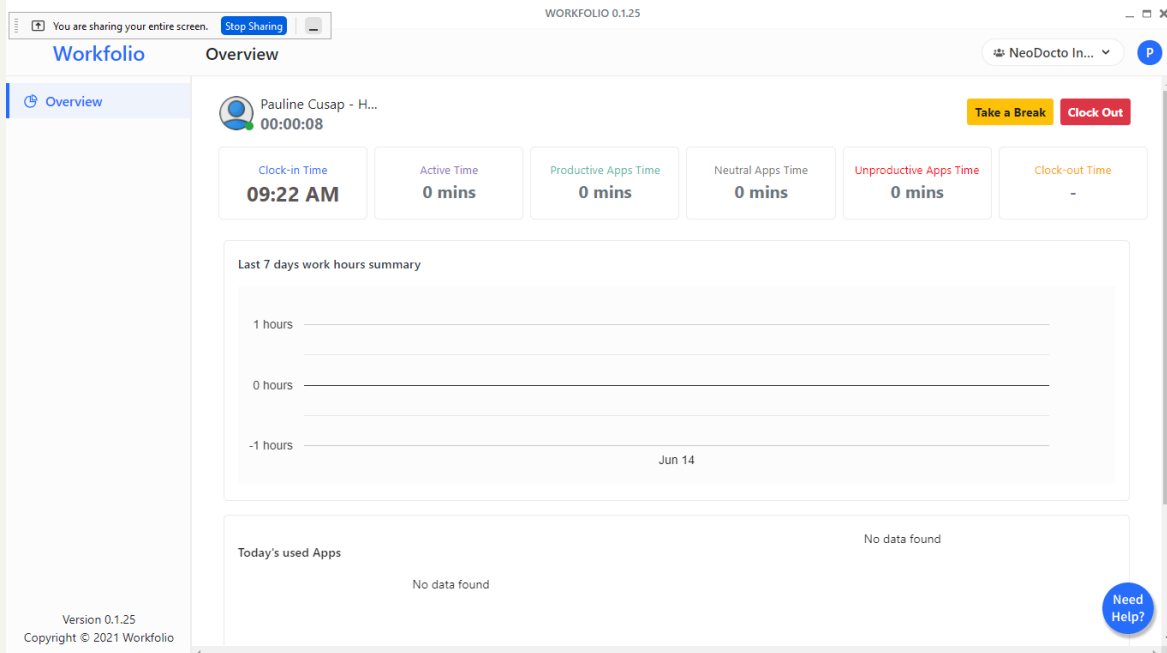 WORKFOLIO 0.1.25
You are sharing your entire screen. Stop Sharing
Workfolio
Overview
NeoDocto In...
P
Overview
Pauline Cusap - H...
00:00:08
Take a Break
Clock Out
Clock-in Time
09:22 AM
Active Time
0 mins
Productive Apps Time
0 mins
Neutral Apps Time
0 mins
Unproductive Apps Time
0 mins
Clock-out Time
-
Last 7 days work hours summary
1 hours
0 hours
-1 hours
Jun 14
No data found
Today's used Apps
No data found
Need
Help?
Version 0.1.25
Copyright © 2021 Workfolio